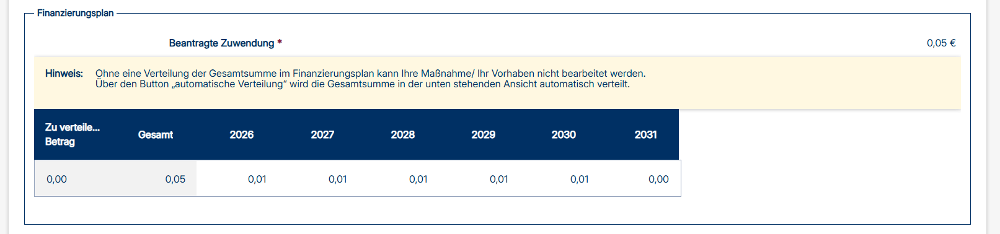 Finanzierungsplan
Beantragte Zuwendung * 0,05 €
Hinweis: Ohne eine Verteilung der Gesamtsumme im Finanzierungsplan kann Ihre Maßnahme/ Ihr Vorhaben nicht bearbeitet werden.
Über den Button „automatische Verteilung“ wird die Gesamtsumme in der unten stehenden Ansicht automatisch verteilt.
Zu verteile...
Betrag Gesamt 2026 2027 2028 2029 2030 2031
0,00 0,05 0,01 0,01 0,01 0,01 0,01 0,00